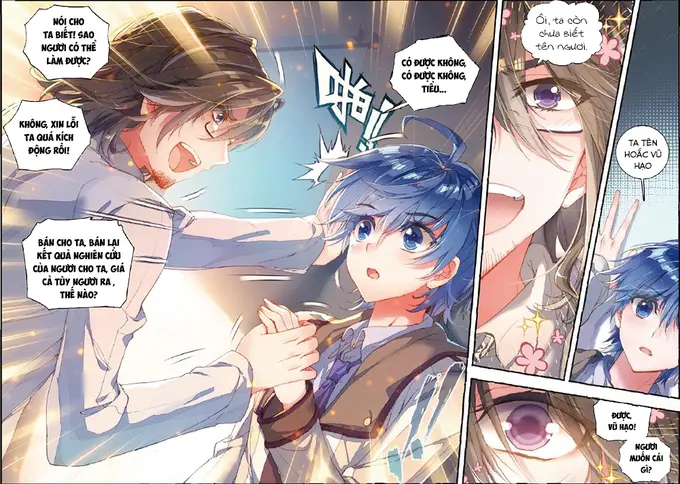 NÓI CHO
TA BIẾT! SAO
NGƯƠI CÓ THỂ
LÀM ĐƯỢC?
KHÔNG, XIN LỖI
TA QUÁ KÍCH
ĐỘNG RỒI!
CÓ ĐƯỢC KHÔNG,
CÓ ĐƯỢC KHÔNG,
TIỂU...
啪!!
BÁN CHO TA, BÁN LẠI
KẾT QUẢ NGHIÊN CỨU
CỦA NGƯƠI CHO TA, GIÁ
CẢ TÙY NGƯƠI RA,
THẾ NÀO?
Ôi, ta còn
chưa biết
tên ngươi.
TA TÊN
HOẮC VŨ
HẠO
ĐƯỢC,
VŨ HẠO!
NGƯƠI
MUỐN CÁI
GÌ?